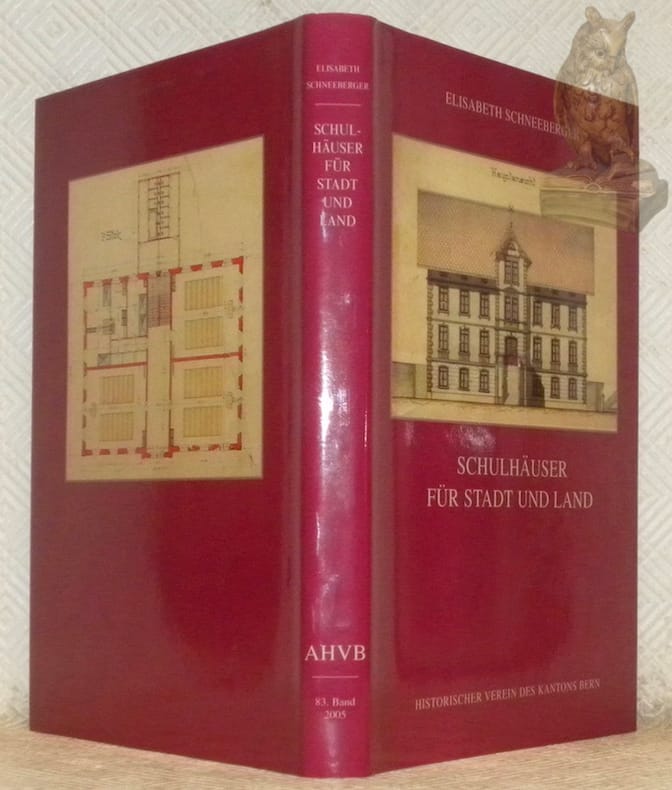 ELISABETH
SCHNEEBERGER
SCHUL-
HÄUSER
FÜR
STADT
UND
LAND
AHVB
83. Band
2005
ELISABETH SCHNEEBERGER
SCHULHÄUSER
FÜR STADT UND LAND
HISTORISCHER VEREIN DES KANTONS BERN